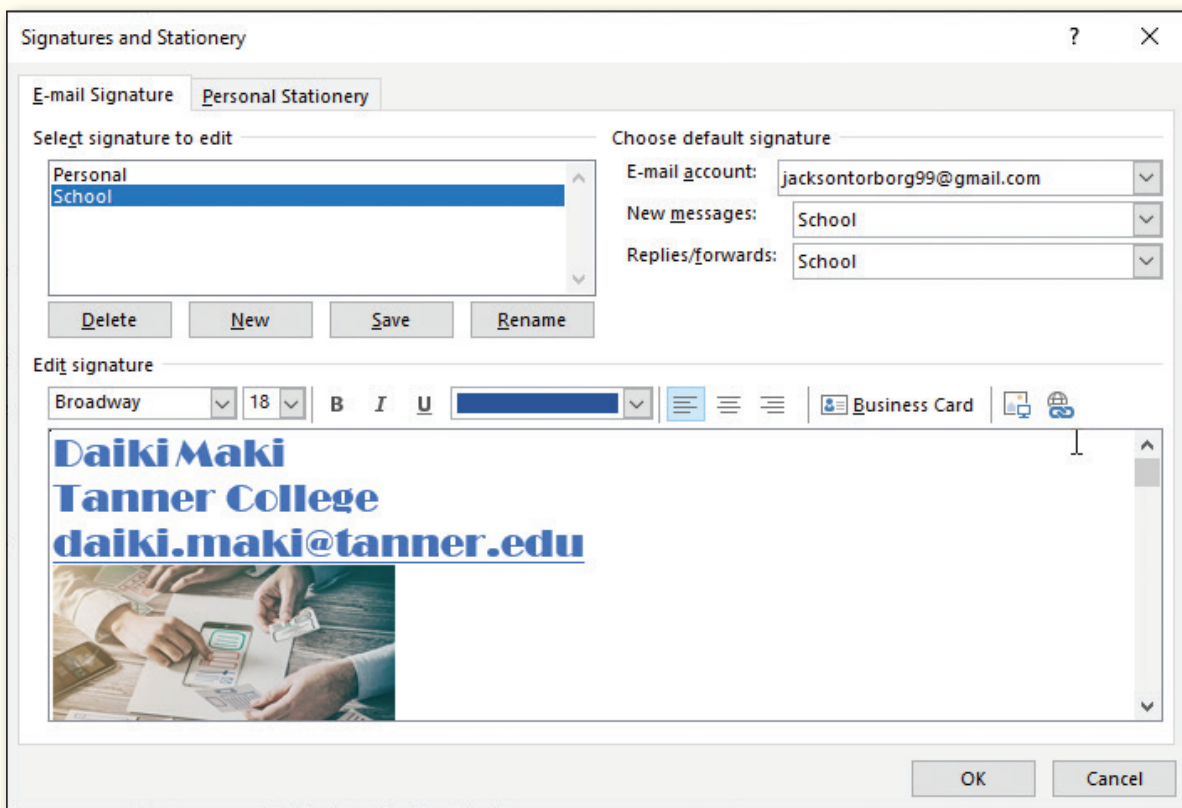 Signatures and Stationery
?
E-mail Signature
Personal Stationery
Select signature to edit
Personal
School
Delete
New
Save
Rename
Choose default signature
E-mail account: jacksontorborg99@gmail.com
New messages: School
Replies/forwards: School
Edit signature
Broadway 18 B I U Business Card
Daiki Maki
Tanner College
daiki.maki@tanner.edu
OK
Cancel